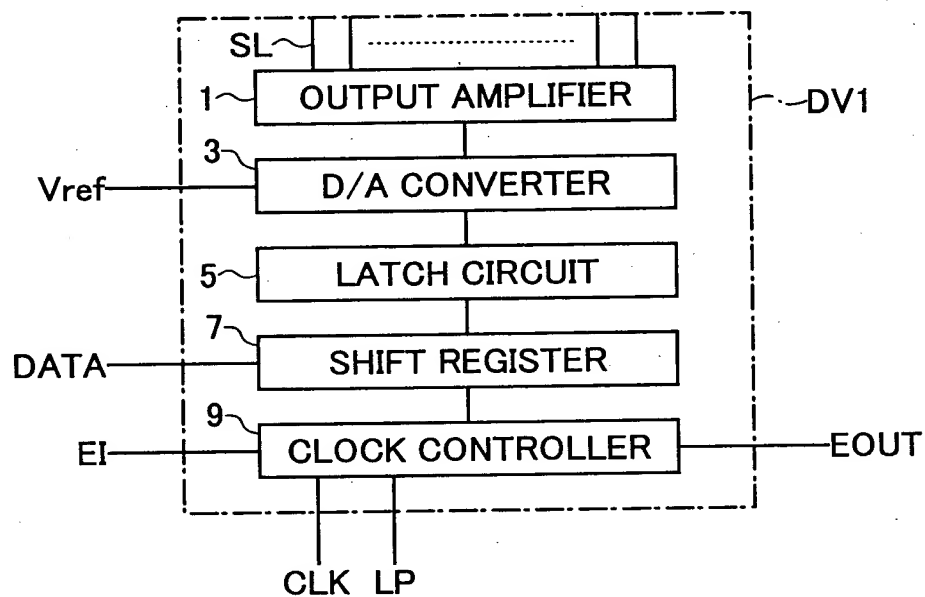 SL
1 OUTPUT AMPLIFIER
DV1
3
Vref D/A CONVERTER
5 LATCH CIRCUIT
7
DATA SHIFT REGISTER
9
EI CLOCK CONTROLLER EOUT
CLK LP